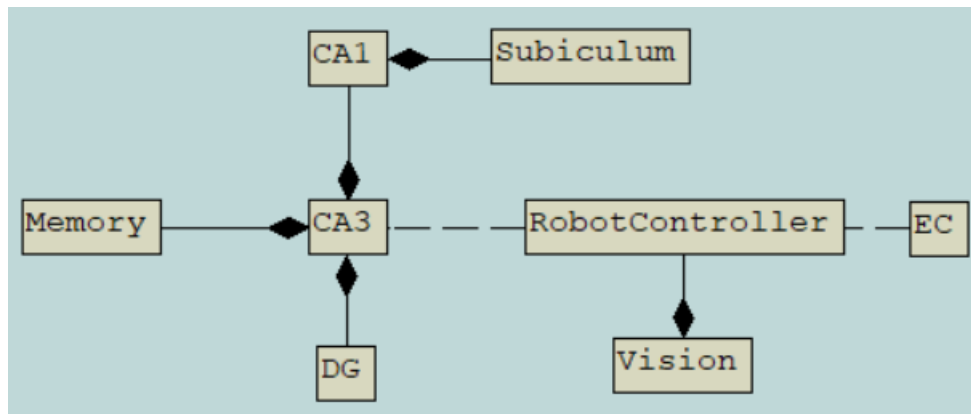 CA1
Subiculum
Memory
CA3
RobotController
EC
DG
Vision